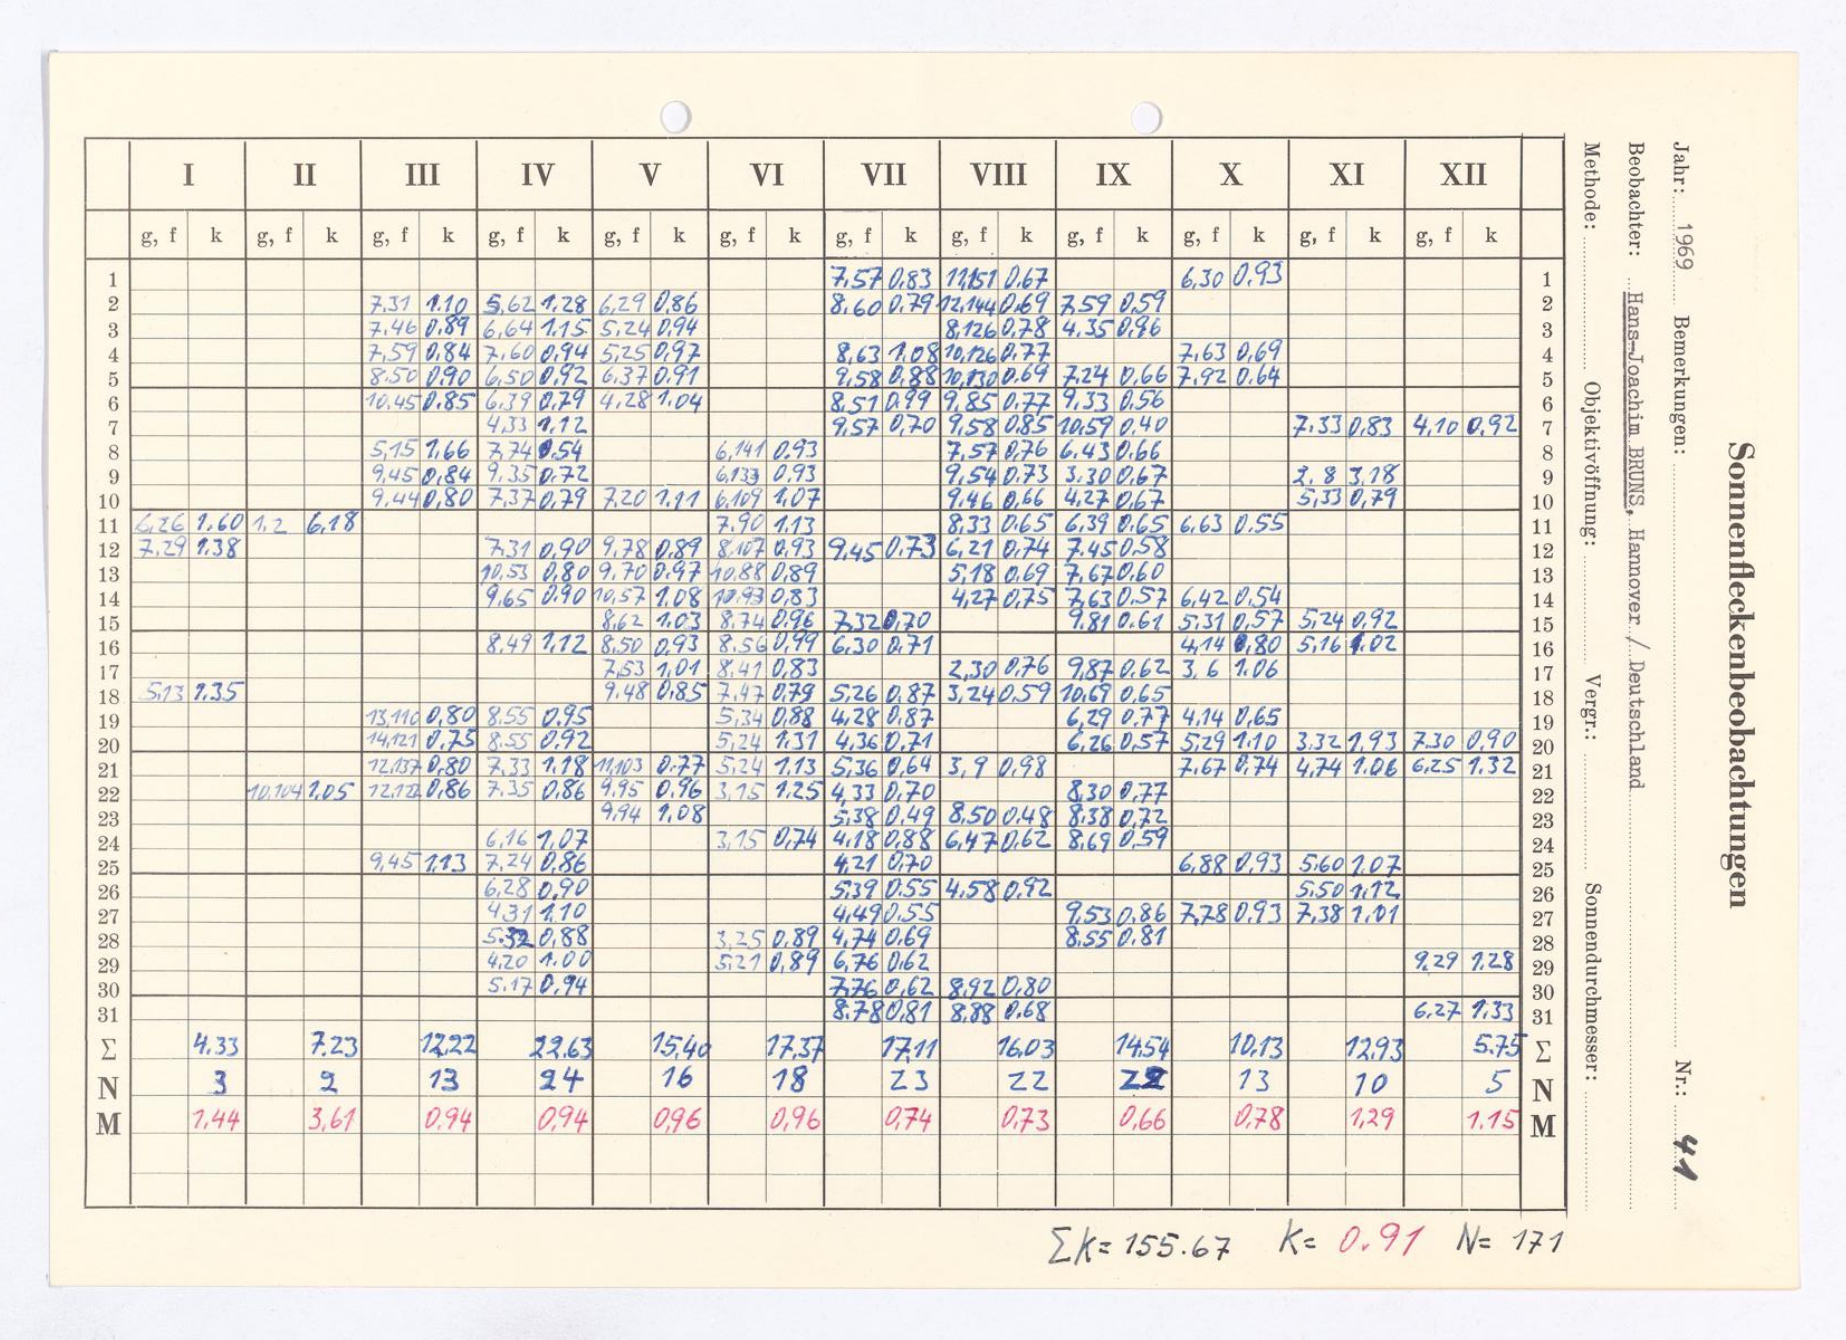 Sonnenfleckenbeobachtungen
Jahr: 1969 Bemerkungen: Nr.: 41
Beobachter: Hans-Joachim BRUNS, Hannover / Deutschland
Methode: Objektivöffnung: Vergr.: Sonnendurchmesser:
I II III IV V VI VII VIII IX X XI XII
g, f k g, f k g, f k g, f k g, f k g, f k g, f k g, f k g, f k g, f k g, f k g, f k
1 7,57 0,83 11,151 0,67 6,30 0,93 1
2 7,31 1.10 5,62 1,28 6,29 0,86 8,60 0,79 12,144 0,69 7,59 0,59 2
3 7,46 0,89 6,64 1,15 5,24 0,94 8,126 0,78 4,35 0,96 3
4 7,59 0,84 7,60 0,94 5,25 0,97 8,63 1,08 10,126 0,77 7,63 0,69 4
5 8,50 0,90 6,50 0,92 6,37 0,91 9,58 0,88 10,130 0,69 7,24 0,66 7,92 0,64 5
6 10,45 0,85 6,39 0,79 4,28 1,04 8,51 0,99 9,85 0,77 9,33 0,56 6
7 4,33 1,12 9,57 0,70 9,58 0,85 10,59 0,40 7,33 0,83 4,10 0,92 7
8 5,15 1,66 7,74 0,54 6,141 0,93 7,57 0,76 6,43 0,66 8
9 9,45 0,84 9,35 0,72 6,133 0,93 9,54 0,73 3,30 0,67 2,8 3,18 9
10 9,44 0,80 7,37 0,79 7,20 1,11 6,109 1,07 9,46 0,66 4,27 0,67 5,33 0,79 10
11 6,26 1,60 1,2 6,18 7,90 1,13 8,33 0,65 6,39 0,65 6,63 0,55 11
12 7,29 1,38 7,31 0,90 9,78 0,89 8,107 0,93 9,45 0,73 6,21 0,74 7,45 0,58 12
13 10,53 0,80 9,70 0,97 10,88 0,89 5,18 0,69 7,67 0,60 13
14 9,65 0,90 10,57 1,08 10,93 0,83 4,27 0,75 7,63 0,57 6,42 0,54 14
15 8,62 1,03 8,74 0,96 7,32 0,70 9,81 0,61 5,31 0,57 5,24 0,92 15
16 8,49 1,12 8,50 0,93 8,56 0,99 6,30 0,71 4,14 0,80 5,16 1,02 16
17 7,53 1,01 8,41 0,83 2,30 0,76 9,87 0,62 3,6 1,06 17
18 5,13 1,35 9,48 0,85 7,47 0,79 5,26 0,87 3,24 0,59 10,69 0,65 18
19 13,110 0,80 8,55 0,95 5,34 0,88 4,28 0,87 6,29 0,77 4,14 0,65 19
20 14,121 0,75 8,55 0,92 5,24 1,31 4,36 0,71 6,26 0,57 5,29 1,10 3,32 1,93 7,30 0,90 20
21 12,137 0,80 7,33 1,18 11,103 0,77 5,24 1,13 5,36 0,64 3,9 0,98 7,67 0,74 4,74 1,06 6,25 1,32 21
22 10,104 1,05 0,86 7,35 0,86 9,95 0,96 3,15 1,25 4,33 0,70 8,30 0,77 22
23 9,94 1,08 5,38 0,49 8,50 0,48 8,38 0,72 23
24 6,16 1,07 3,15 0,74 4,18 0,88 6,47 0,62 8,69 0,59 24
25 9,45 1,13 7,24 0,86 4,21 0,70 6,88 0,93 5,60 1,07 25
26 6,28 0,90 5,39 0,55 4,58 0,92 5,50 1,12 26
27 4,31 1,10 4,49 0,55 9,53 0,86 7,78 0,93 7,38 1,01 27
28 5,32 0,88 3,25 0,89 4,74 0,69 8,55 0,81 28
29 4,20 1,00 5,21 0,89 6,76 0,62 9,29 1,28 29
30 5,17 0,94 7,76 0,62 8,92 0,80 30
31 8,78 0,81 8,88 0,68 6,27 1,33 31
Σ 4,33 7,23 12,22 22,63 15,40 17,37 17,11 16,03 14,54 10,13 12,93 5,75 Σ
N 3 2 13 24 16 18 23 22 22 13 10 5 N
M 1,44 3,61 0,94 0,94 0,96 0,96 0,74 0,73 0,66 0,78 1,29 1,15 M
Σk = 155.67 K = 0.91 N = 171